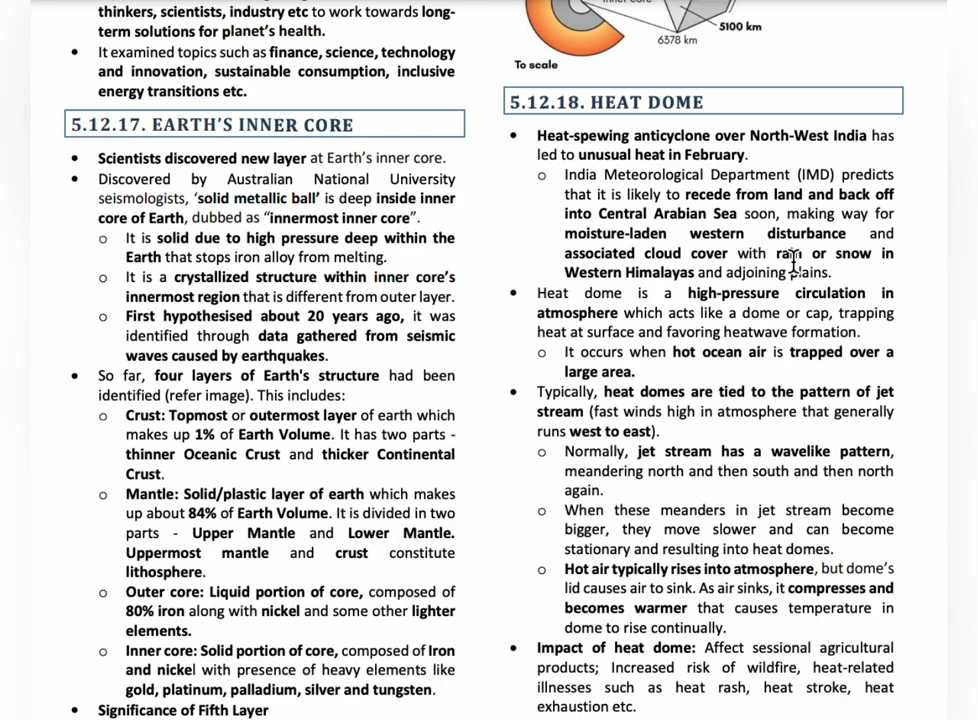 thinkers, scientists, industry etc to work towards long-
term solutions for planet's health.
• It examined topics such as finance, science, technology
and innovation, sustainable consumption, inclusive
energy transitions etc.
5.12.17. EARTH'S INNER CORE
• Scientists discovered new layer at Earth's inner core.
• Discovered by Australian National University
seismologists, 'solid metallic ball' is deep inside inner
core of Earth, dubbed as "innermost inner core".
o It is solid due to high pressure deep within the
Earth that stops iron alloy from melting.
o It is a crystallized structure within inner core's
innermost region that is different from outer layer.
o First hypothesised about 20 years ago, it was
identified through data gathered from seismic
waves caused by earthquakes.
• So far, four layers of Earth's structure had been
identified (refer image). This includes:
o Crust: Topmost or outermost layer of earth which
makes up 1% of Earth Volume. It has two parts -
thinner Oceanic Crust and thicker Continental
Crust.
o Mantle: Solid/plastic layer of earth which makes
up about 84% of Earth Volume. It is divided in two
parts - Upper Mantle and Lower Mantle.
Uppermost mantle and crust constitute
lithosphere.
o Outer core: Liquid portion of core, composed of
80% iron along with nickel and some other lighter
elements.
o Inner core: Solid portion of core, composed of Iron
and nickel with presence of heavy elements like
gold, platinum, palladium, silver and tungsten.
• Significance of Fifth Layer
5100 km
6378 km
To scale
5.12.18. HEAT DOME
• Heat-spewing anticyclone over North-West India has
led to unusual heat in February.
o India Meteorological Department (IMD) predicts
that it is likely to recede from land and back off
into Central Arabian Sea soon, making way for
moisture-laden western disturbance and
associated cloud cover with rain or snow in
Western Himalayas and adjoining plains.
• Heat dome is a high-pressure circulation in
atmosphere which acts like a dome or cap, trapping
heat at surface and favoring heatwave formation.
o It occurs when hot ocean air is trapped over a
large area.
• Typically, heat domes are tied to the pattern of jet
stream (fast winds high in atmosphere that generally
runs west to east).
o Normally, jet stream has a wavelike pattern,
meandering north and then south and then north
again.
o When these meanders in jet stream become
bigger, they move slower and can become
stationary and resulting into heat domes.
o Hot air typically rises into atmosphere, but dome's
lid causes air to sink. As air sinks, it compresses and
becomes warmer that causes temperature in
dome to rise continually.
• Impact of heat dome: Affect sessional agricultural
products; Increased risk of wildfire, heat-related
illnesses such as heat rash, heat stroke, heat
exhaustion etc.